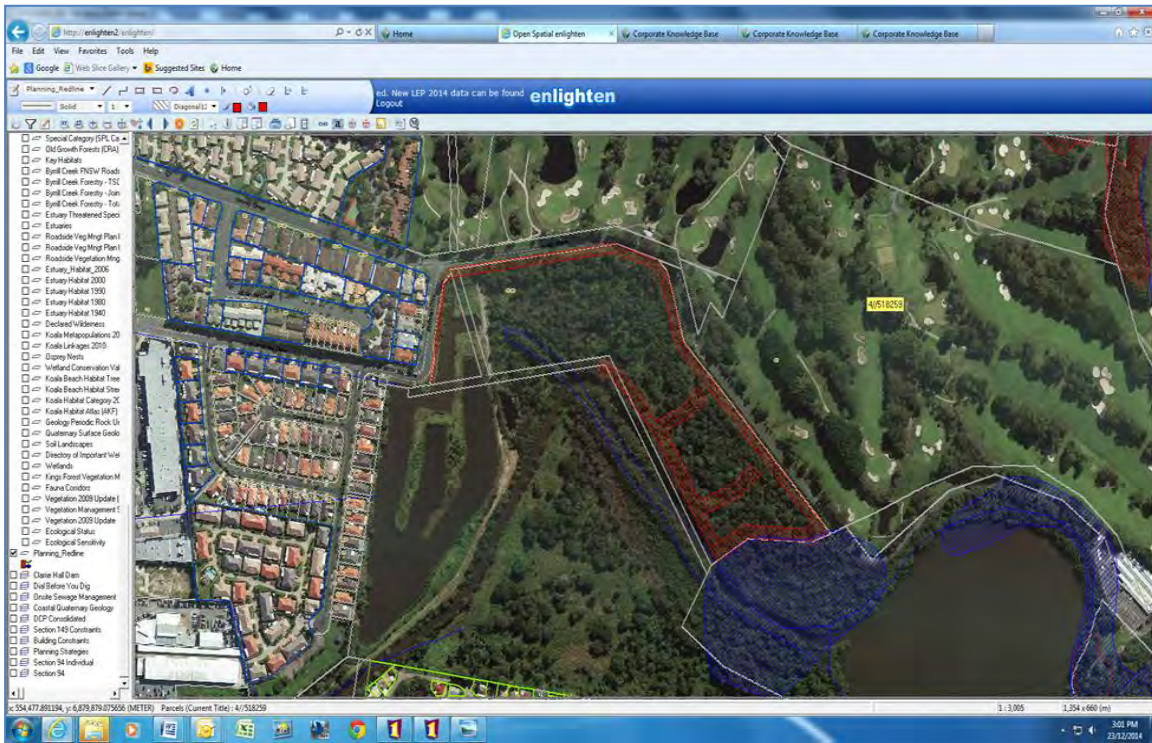 http://enlighten2/enlighten/
Home
Open Spatial enlighten
Corporate Knowledge Base
Corporate Knowledge Base
Corporate Knowledge Base
File Edit View Favorites Tools Help
Google Web Slice Gallery Suggested Sites Home
Planning_Redline
ed. New LEP 2014 data can be found
enlighten
Solid 1 Diagonal
Logout
Special Category (SPL Ca
Old Growth Forests (CRA)
Key Habitats
Byrrill Creek FNSW Roads
Byrrill Creek Forestry - TSC
Byrrill Creek Forestry - Join
Byrrill Creek Forestry - Tot
Estuary Threatened Speci
Estuaries
Roadside Veg Mngt Plan
Roadside Veg Mngt Plan
Roadside Vegetation Mng
Estuary_Habitat_2006
Estuary Habitat 2000
Estuary Habitat 1990
Estuary Habitat 1980
Estuary Habitat 1940
Declared Wilderness
Koala Metapopulations 20
Koala Linkages 2010
Osprey Nests
Wetland Conservation Val
Koala Beach Habitat Tree
Koala Beach Habitat Stre
Koala Habitat Category 20
Koala Habitat Atlas (AKF)
Geology Periodic Rock Un
Quaternary Surface Geolo
Soil Landscapes
Directory of Important Wet
Wetlands
Kings Forest Vegetation M
Fauna Corridors
Vegetation 2009 Update (
Vegetation Management S
Vegetation 2009 Update
Ecological Status
Ecological Sensitivity
Planning_Redline
Clarrie Hall Dam
Dial Before You Dig
Onsite Sewage Management
Coastal Quaternary Geology
DCP Consolidated
Section 149 Constraints
Building Constraints
Planning Strategies
Section 94 Individual
Section 94
4//518259
x: 554,477.891194, y: 6,879,879.075656 (METER) Parcels (Current Title) : 4//518259
1 : 3,005
1,354 x 660 (m)
3:01 PM
23/12/2014